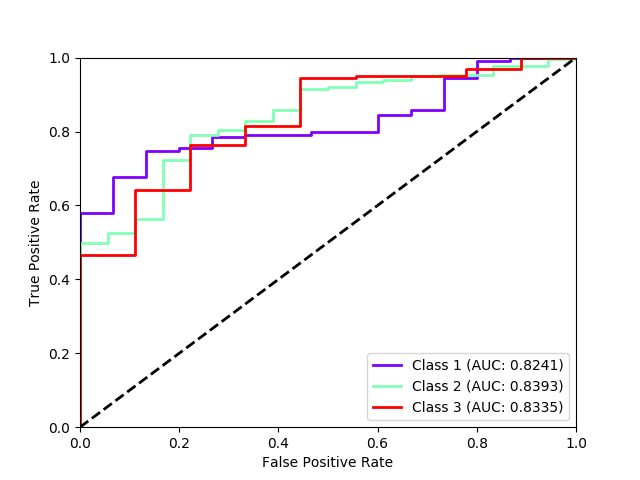 1.0
0.8
0.6
0.4
0.2
0.0
True Positive Rate
Class 1 (AUC: 0.8241)
Class 2 (AUC: 0.8393)
Class 3 (AUC: 0.8335)
0.0 0.2 0.4 0.6 0.8 1.0
False Positive Rate